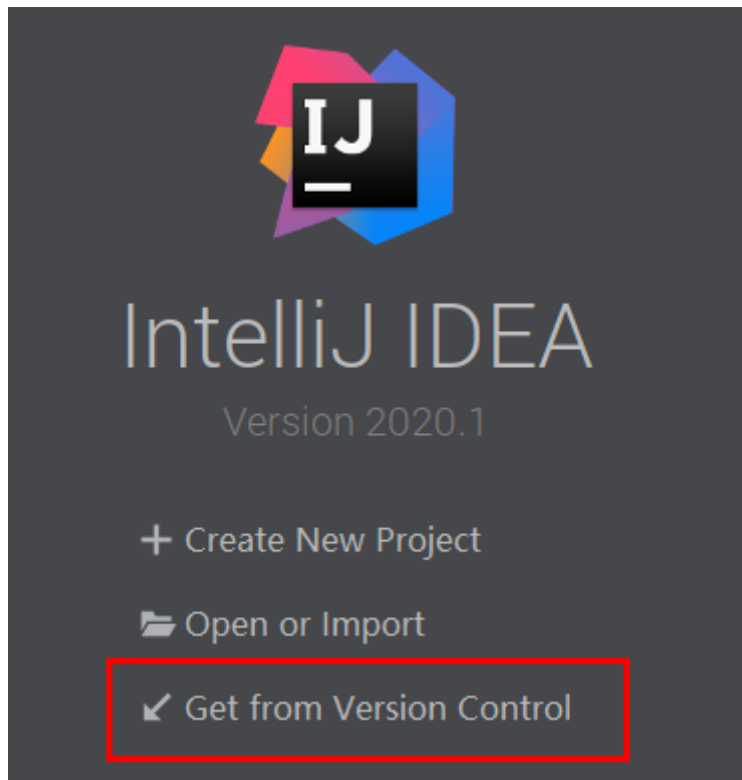 IJ
IntelliJ IDEA
Version 2020.1
Create New Project
Open or Import
Get from Version Control